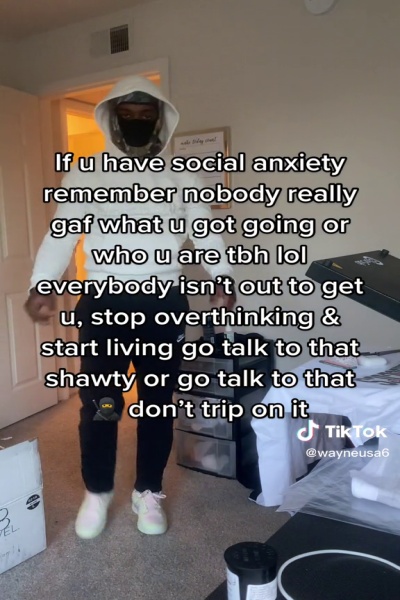 If u have social anxiety
remember nobody really
gaf what u got going or
who u are tbh lol
everybody isn't out to get
u, stop overthinking &
start living go talk to that
shawty or go talk to that
🥷 don't trip on it
TikTok
@wayneusa6